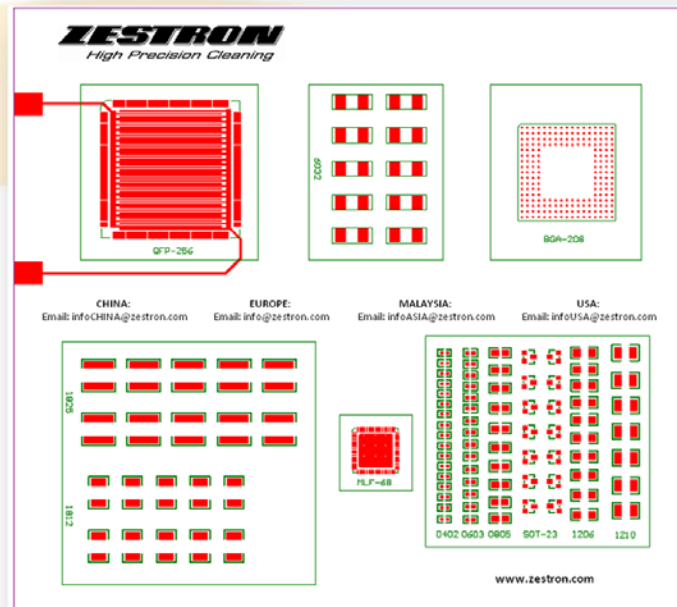 ZESTRON
High Precision Cleaning
6032
QFP-256
BGA-208
CHINA:
Email: infoCHINA@zestron.com
EUROPE:
Email: info@zestron.com
MALAYSIA:
Email: infoASIA@zestron.com
USA:
Email: infoUSA@zestron.com
1825
1812
MLF-68
0402 0603 0805 SOT-23 1206 1210
www.zestron.com